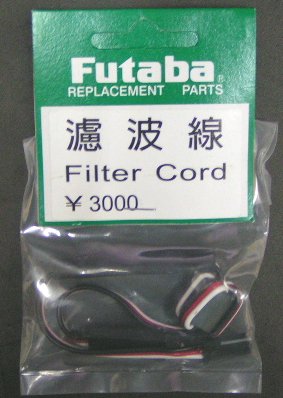 Futaba®
REPLACEMENT PARTS
濾波線
Filter Cord
¥ 3000